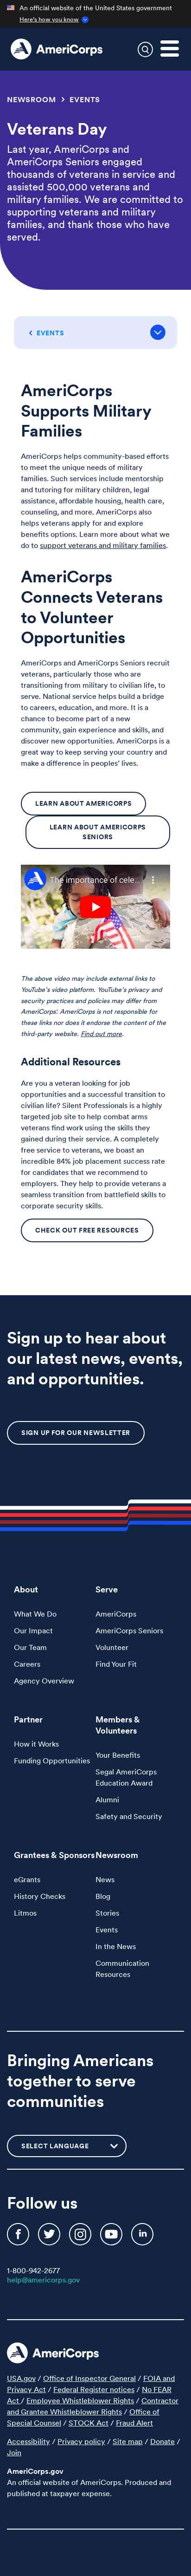 An official website of the United States government
Here's how you know
AmeriCorps
NEWSROOM > EVENTS
Veterans Day
Last year, AmeriCorps and
AmeriCorps Seniors engaged
thousands of veterans in service and
assisted 500,000 veterans and
military families. We are committed to
supporting veterans and military
families, and thank those who have
served.
EVENTS
AmeriCorps
Supports Military
Families
AmeriCorps helps community-based efforts
to meet the unique needs of military
families. Such services include mentorship
and tutoring for military children, legal
assistance, affordable housing, health care,
counseling, and more. AmeriCorps also
helps veterans apply for and explore
benefits options. Learn more about what we
do to support veterans and military families.
AmeriCorps
Connects Veterans
to Volunteer
Opportunities
AmeriCorps and AmeriCorps Seniors recruit
veterans, particularly those who are
transitioning from military to civilian life, to
serve. National service helps build a bridge
to careers, education, and more. It is a
chance to become a part of a new
community, gain experience and skills, and
discover new opportunities. AmeriCorps is a
great way to keep serving your country and
make a difference in peoples' lives.
LEARN ABOUT AMERICORPS
LEARN ABOUT AMERICORPS
SENIORS
The importance of cele...
The above video may include external links to
YouTube's video platform. YouTube's privacy and
security practices and policies may differ from
AmeriCorps'. AmeriCorps is not responsible for
these links nor does it endorse the content of the
third-party website. Find out more.
Additional Resources
Are you a veteran looking for job
opportunities and a successful transition to
civilian life? Silent Professionals is a highly
targeted job site to help combat arms
veterans find work using the skills they
already gained during their service. A
completely free service to veterans, we boast an
incredible 84% job placement success rate
for candidates that we recommend to
employers. They help to provide veterans a
seamless transition from battlefield skills to
corporate security skills.
CHECK OUT FREE RESOURCES
Sign up to hear about
our latest news, events,
and opportunities.
SIGN UP FOR OUR NEWSLETTER
About
What We Do
Our Impact
Our Team
Careers
Agency Overview
Serve
AmeriCorps
AmeriCorps Seniors
Volunteer
Find Your Fit
Partner
How it Works
Funding Opportunities
Members &
Volunteers
Your Benefits
Segal AmeriCorps
Education Award
Alumni
Safety and Security
Grantees & Sponsors
eGrants
History Checks
Litmos
Newsroom
News
Blog
Stories
Events
In the News
Communication
Resources
Bringing Americans
together to serve
communities
SELECT LANGUAGE
Follow us
1-800-942-2677
help@americorps.gov
AmeriCorps
USA.gov / Office of Inspector General / FOIA and
Privacy Act / Federal Register notices / No FEAR
Act / Employee Whistleblower Rights / Contractor
and Grantee Whistleblower Rights / Office of
Special Counsel / STOCK Act / Fraud Alert
Accessibility / Privacy policy / Site map / Donate /
Join
AmeriCorps.gov
An official website of AmeriCorps. Produced and
published at taxpayer expense.